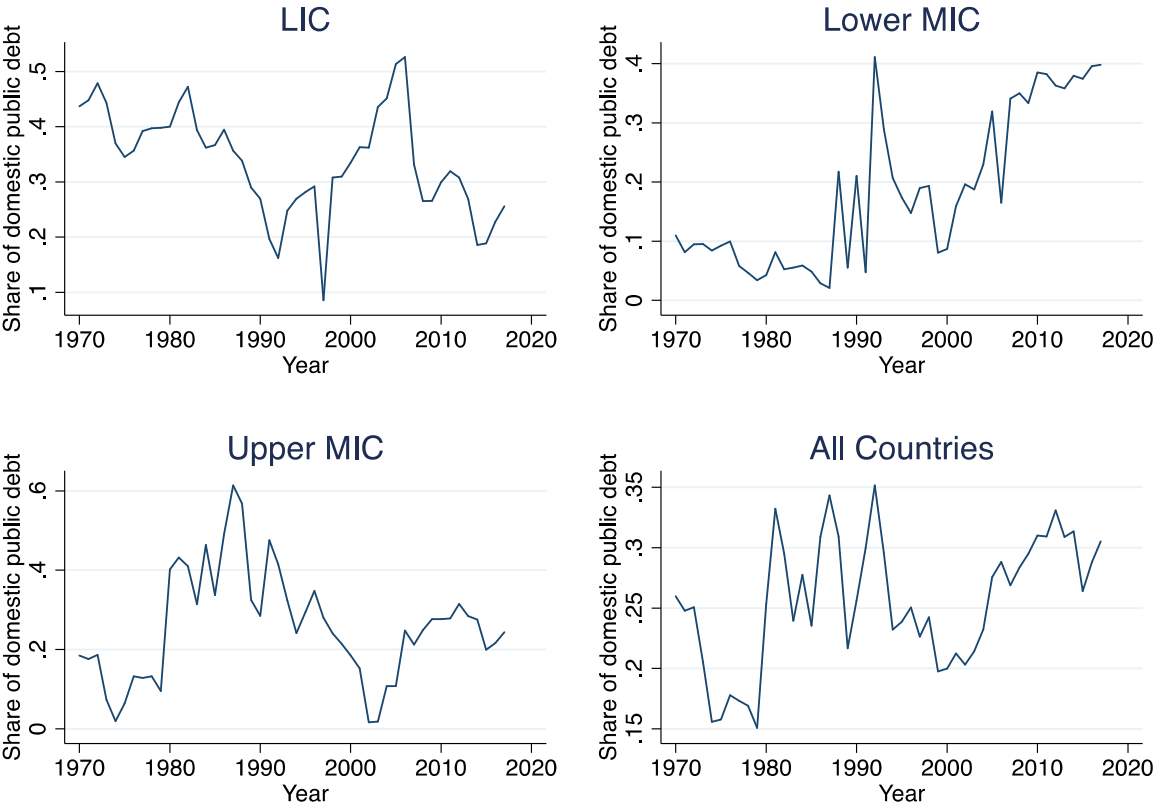 LIC
Share of domestic public debt
.5
.4
.3
.2
.1
1970 1980 1990 2000 2010 2020
Year
Lower MIC
Share of domestic public debt
.4
.3
.2
.1
0
1970 1980 1990 2000 2010 2020
Year
Upper MIC
Share of domestic public debt
.6
.4
.2
0
1970 1980 1990 2000 2010 2020
Year
All Countries
Share of domestic public debt
.35
.3
.25
.2
.15
1970 1980 1990 2000 2010 2020
Year